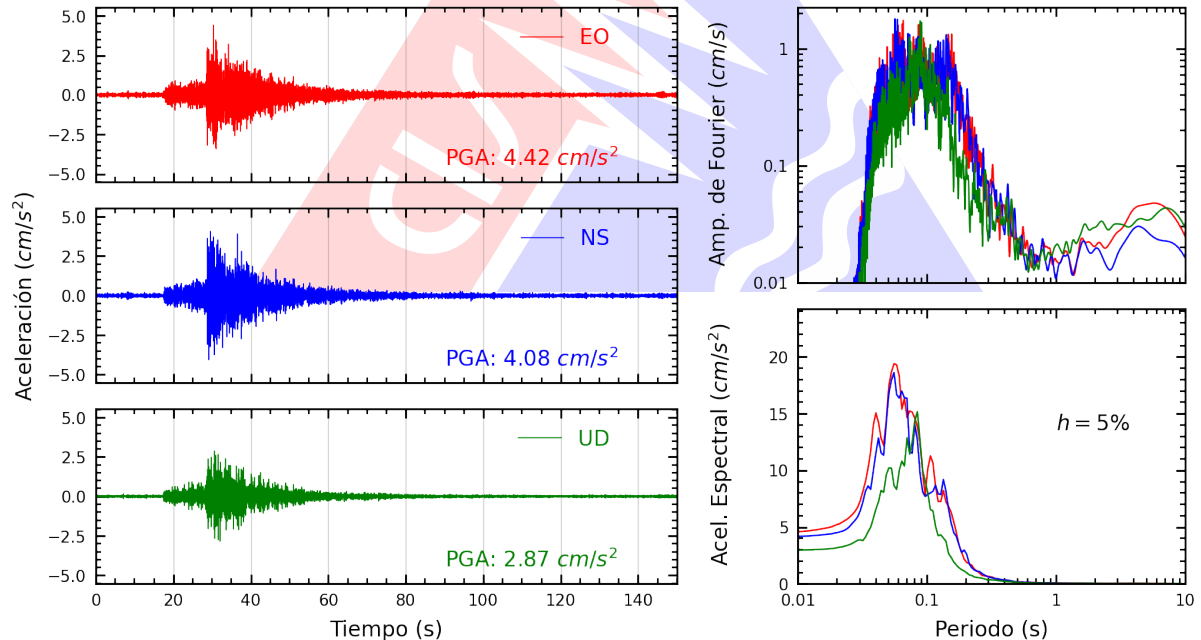 Aceleración (cm/s²)
5.0
2.5
0.0
−2.5
−5.0
EO
PGA: 4.42 cm/s²
5.0
2.5
0.0
−2.5
−5.0
NS
PGA: 4.08 cm/s²
5.0
2.5
0.0
−2.5
−5.0
UD
PGA: 2.87 cm/s²
0 20 40 60 80 100 120 140
Tiempo (s)
Amp. de Fourier (cm/s)
1
0.1
0.01
Acel. Espectral (cm/s²)
20
15
10
5
0
h = 5%
0.01 0.1 1 10
Periodo (s)